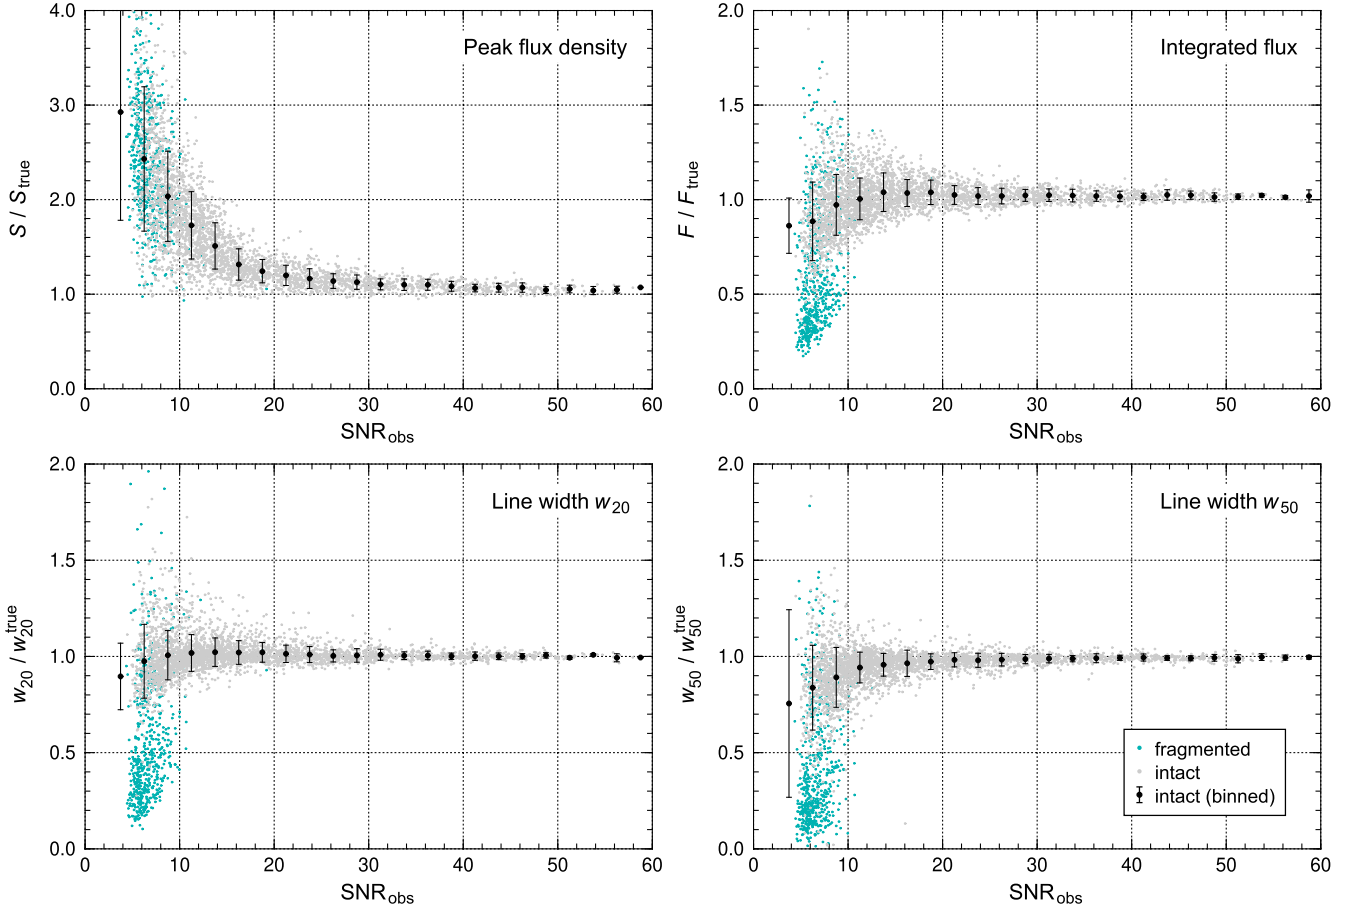 Peak flux density
4.0
3.0
2.0
1.0
0.0
S / S_true
0 10 20 30 40 50 60
SNR_obs
Integrated flux
2.0
1.5
1.0
0.5
0.0
F / F_true
0 10 20 30 40 50 60
SNR_obs
Line width w_20
2.0
1.5
1.0
0.5
0.0
w_20 / w_20^true
0 10 20 30 40 50 60
SNR_obs
Line width w_50
2.0
1.5
1.0
0.5
0.0
w_50 / w_50^true
fragmented
intact
intact (binned)
0 10 20 30 40 50 60
SNR_obs